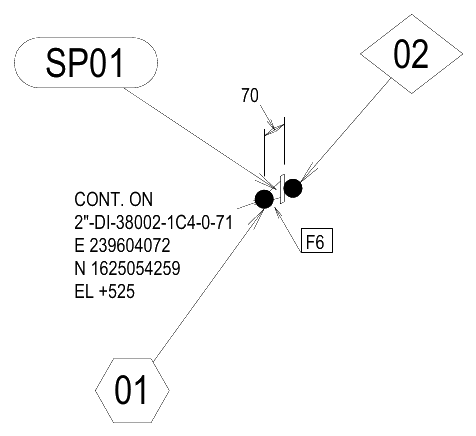 SP01
02
70
CONT. ON
2"-DI-38002-1C4-0-71
E 239604072
N 1625054259
EL +525
F6
01